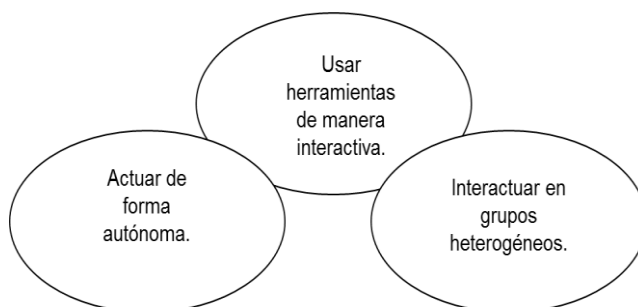 Usar
herramientas
de manera
interactiva.
Actuar de
forma
autónoma.
Interactuar en
grupos
heterogéneos.